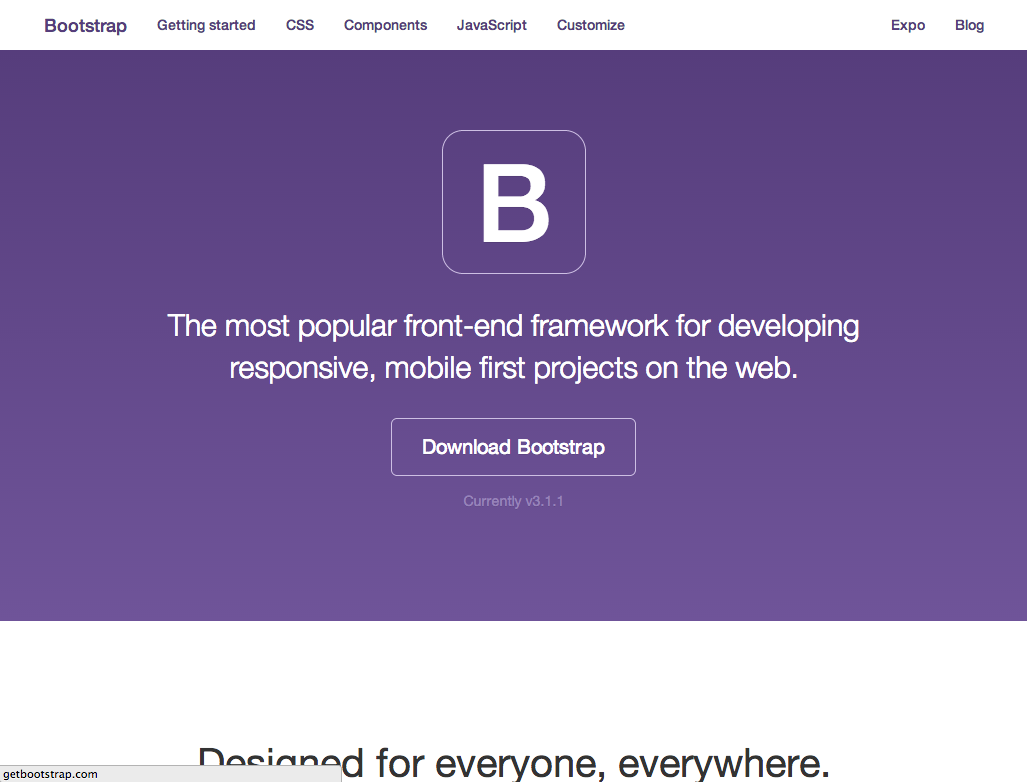 Bootstrap Getting started CSS Components JavaScript Customize Expo Blog
B
The most popular front-end framework for developing
responsive, mobile first projects on the web.
Download Bootstrap
Currently v3.1.1
Designed for everyone, everywhere.
getbootstrap.com